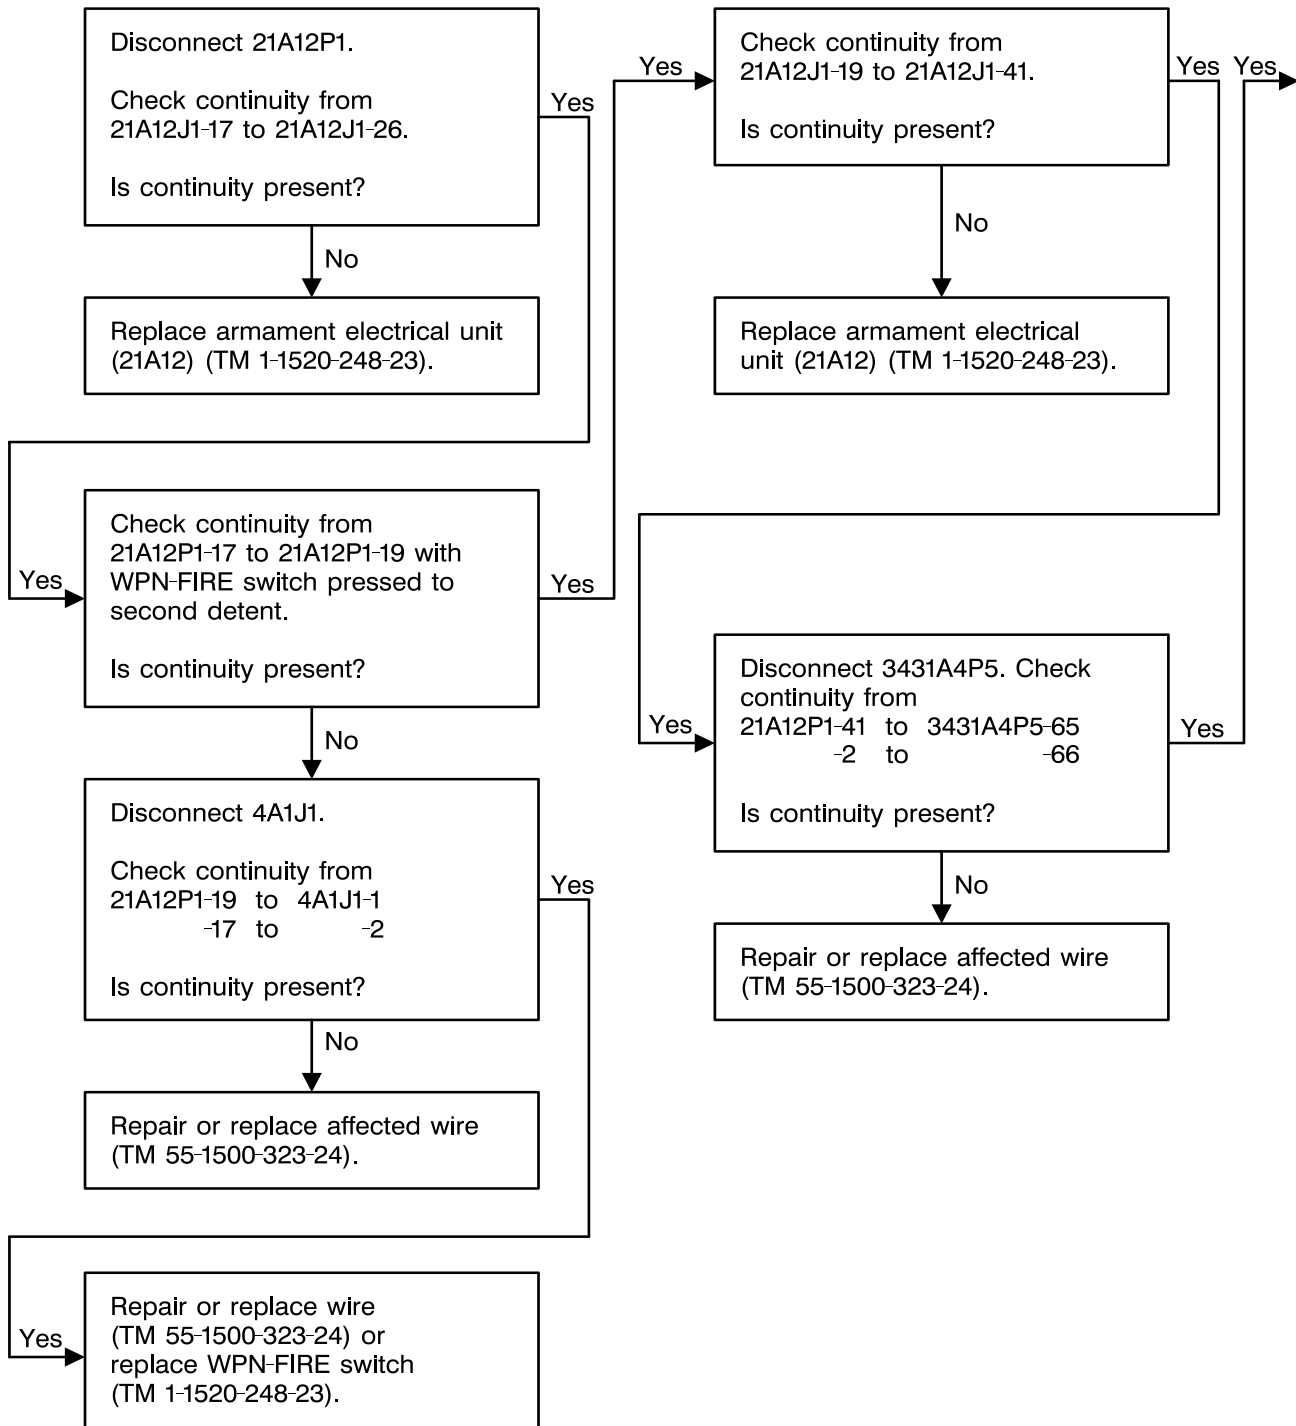 Disconnect 21A12P1.
Check continuity from
21A12J1-17 to 21A12J1-26.
Is continuity present?
Yes
No
Replace armament electrical unit
(21A12) (TM 1-1520-248-23).
Yes
Check continuity from
21A12P1-17 to 21A12P1-19 with
WPN-FIRE switch pressed to
second detent.
Is continuity present?
Yes
No
Disconnect 4A1J1.
Check continuity from
21A12P1-19 to 4A1J1-1
-17 to -2
Is continuity present?
Yes
No
Repair or replace affected wire
(TM 55-1500-323-24).
Yes
Repair or replace wire
(TM 55-1500-323-24) or
replace WPN-FIRE switch
(TM 1-1520-248-23).
Yes
Check continuity from
21A12J1-19 to 21A12J1-41.
Is continuity present?
Yes
No
Replace armament electrical
unit (21A12) (TM 1-1520-248-23).
Yes
Disconnect 3431A4P5. Check
continuity from
21A12P1-41 to 3431A4P5-65
-2 to -66
Is continuity present?
Yes
No
Repair or replace affected wire
(TM 55-1500-323-24).
Yes